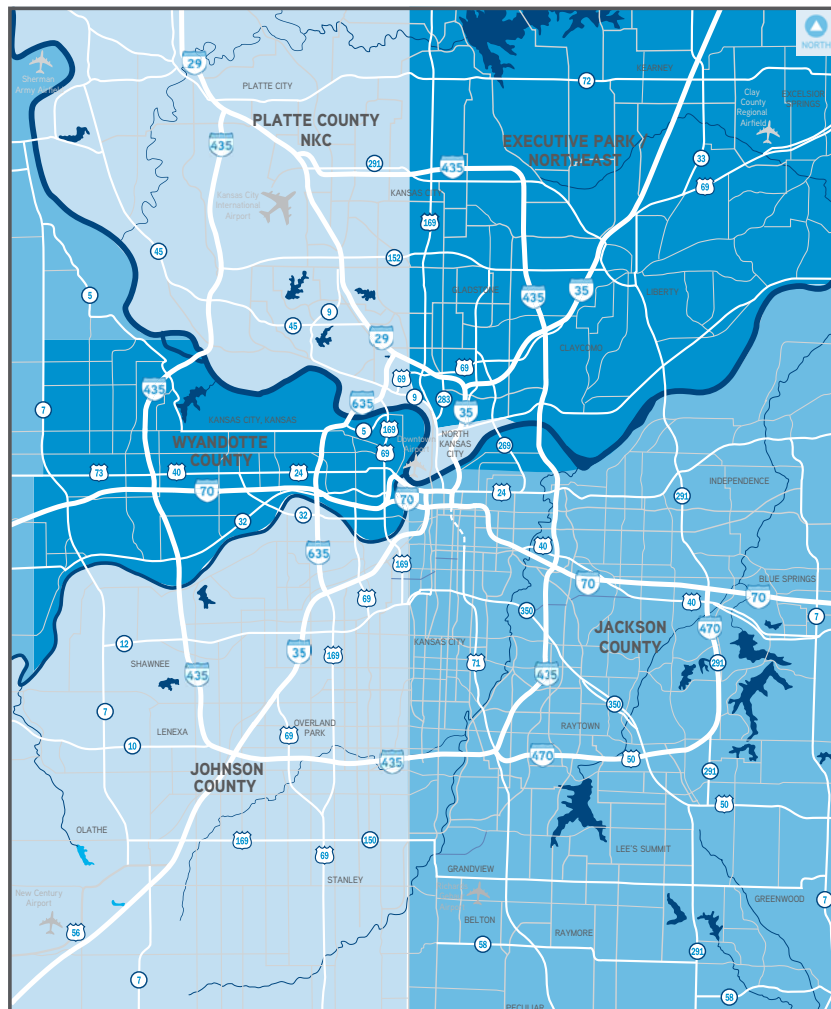 NORTH
29
Sherman
Army Airfield
PLATTE CITY
72
KEARNEY
Clay
County
Regional
Airfield
EXCELSIOR
SPRINGS
PLATTE COUNTY
NKC
435
EXECUTIVE PARK /
NORTHEAST
291
435
33
69
KANSAS CITY
Kansas City
International
Airport
169
45
152
5
GLADSTONE
435
35
LIBERTY
9
45
29
CLAYCOMO
69
69
435
635
9
283
35
7
KANSAS CITY, KANSAS
5
169
WYANDOTTE
COUNTY
69
Downtown
Airport
NORTH
KANSAS
CITY
269
73
40
24
70
70
24
291
INDEPENDENCE
32
32
635
169
40
70
BLUE SPRINGS
70
69
350
40
7
12
35
169
KANSAS CITY
JACKSON
COUNTY
470
SHAWNEE
435
71
435
291
7
350
LENEXA
10
69
OVERLAND
PARK
RAYTOWN
JOHNSON
COUNTY
435
470
50
291
50
OLATHE
169
69
150
LEE'S SUMMIT
STANLEY
GRANDVIEW
New Century
Airport
GREENWOOD
7
56
BELTON
RAYMORE
58
291
7
58
PECULIAR